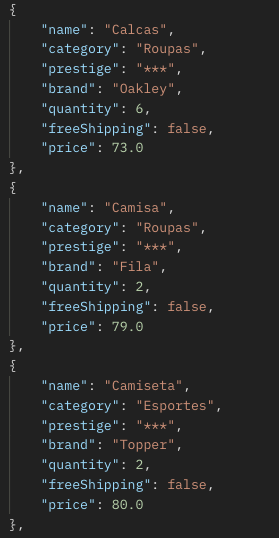 {
"name": "Calcas",
"category": "Roupas",
"prestige": "***",
"brand": "Oakley",
"quantity": 6,
"freeShipping": false,
"price": 73.0
},
{
"name": "Camisa",
"category": "Roupas",
"prestige": "***",
"brand": "Fila",
"quantity": 2,
"freeShipping": false,
"price": 79.0
},
{
"name": "Camiseta",
"category": "Esportes",
"prestige": "***",
"brand": "Topper",
"quantity": 2,
"freeShipping": false,
"price": 80.0
},